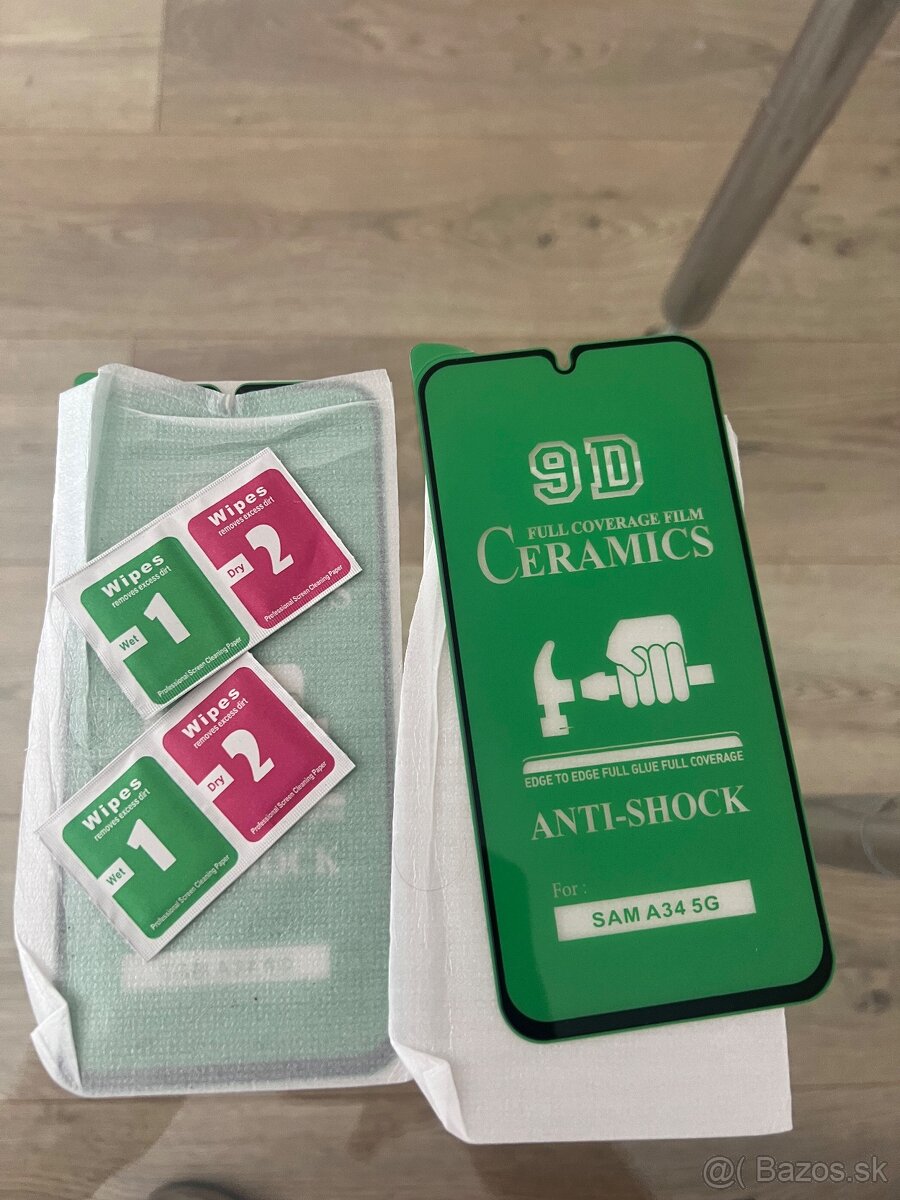 9D
FULL COVERAGE FILM
CERAMICS
EDGE TO EDGE FULL GLUE FULL COVERAGE
ANTI-SHOCK
For :
SAM A34 5G
Wipes
removes excess dirt
Wet
1
Professional Screen Cleaning Paper
Wipes
removes excess dirt
Dry
2
Professional Screen Cleaning Paper
Wipes
removes excess dirt
Wet
1
Professional Screen Cleaning Paper
Wipes
removes excess dirt
Dry
2
Professional Screen Cleaning Paper
@( Bazos.sk